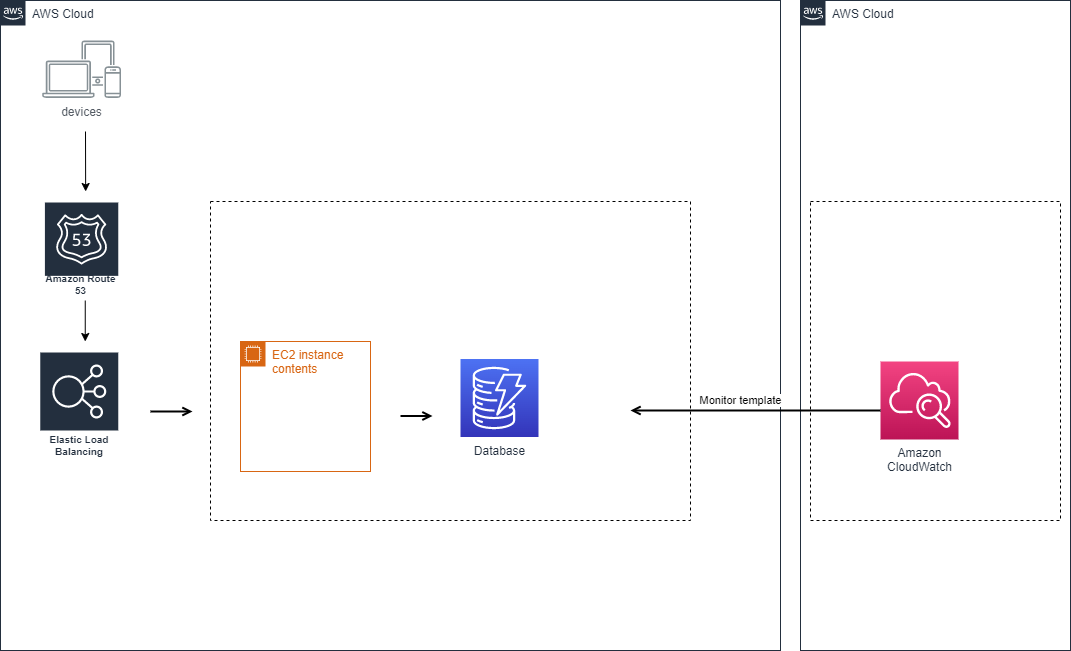 aws AWS Cloud
devices
53
Amazon Route
53
Elastic Load
Balancing
EC2 instance
contents
Database
Monitor template
aws AWS Cloud
Amazon
CloudWatch